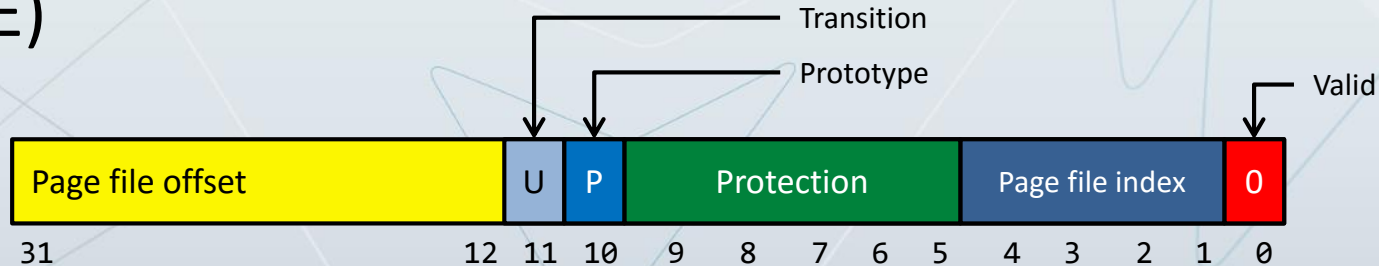 E)
Transition
Prototype
Valid
Page file offset U P Protection Page file index 0
31 12 11 10 9 8 7 6 5 4 3 2 1 0